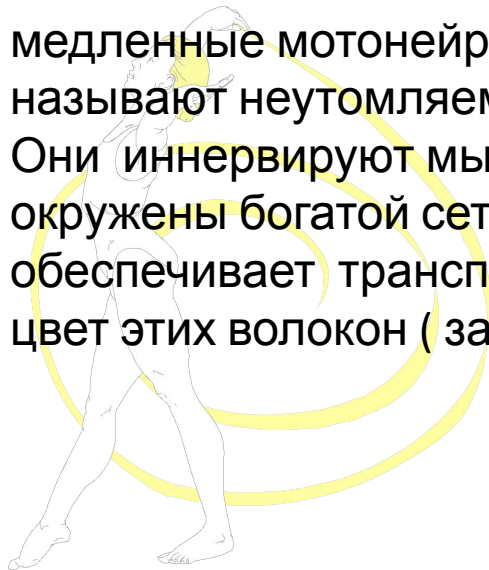 медленные мотонейр
называют неутомляем
Они иннервируют мы
окружены богатой сет
обеспечивает трансп
цвет этих волокон ( за